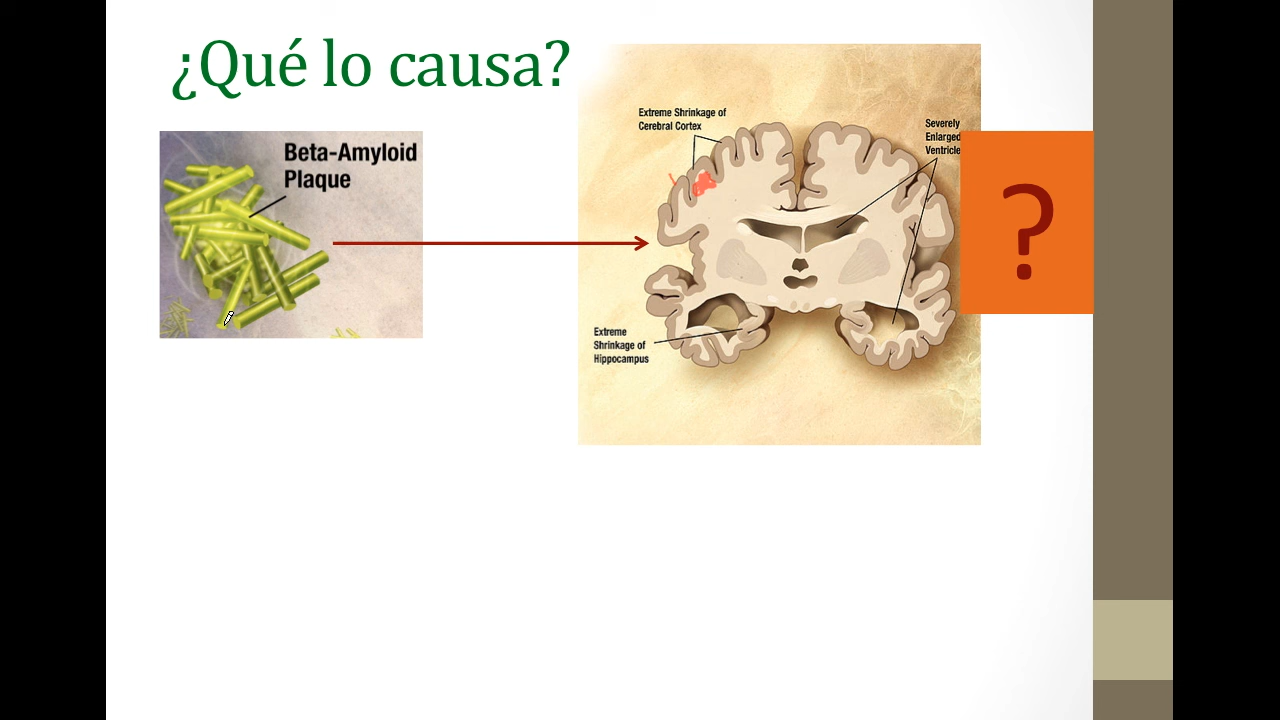 ¿Qué lo causa?
Beta-Amyloid
Plaque
Extreme Shrinkage of
Cerebral Cortex
Severely
Enlarged
Ventricle
?
Extreme
Shrinkage of
Hippocampus